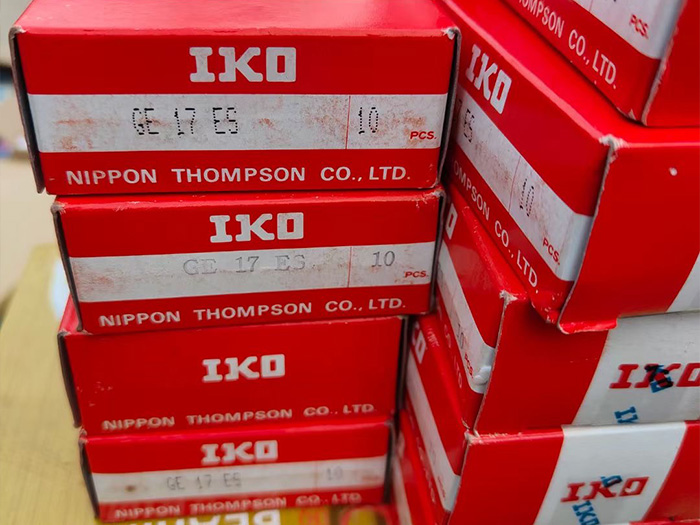 IKO
GE 17 ES 10 PCS.
NIPPON THOMPSON CO., LTD.
IKO
GE 17 ES 10 PCS.
NIPPON THOMPSON CO., LTD.
IKO
NIPPON THOMPSON CO., LTD.
IKO
GE 17 ES 10
NIPPON THOMPSON CO., LTD.
THOMPSON CO., LTD.
PCS.
IKO
ES 10 PCS.
THOMPSON CO., LTD.
IKO
IKO